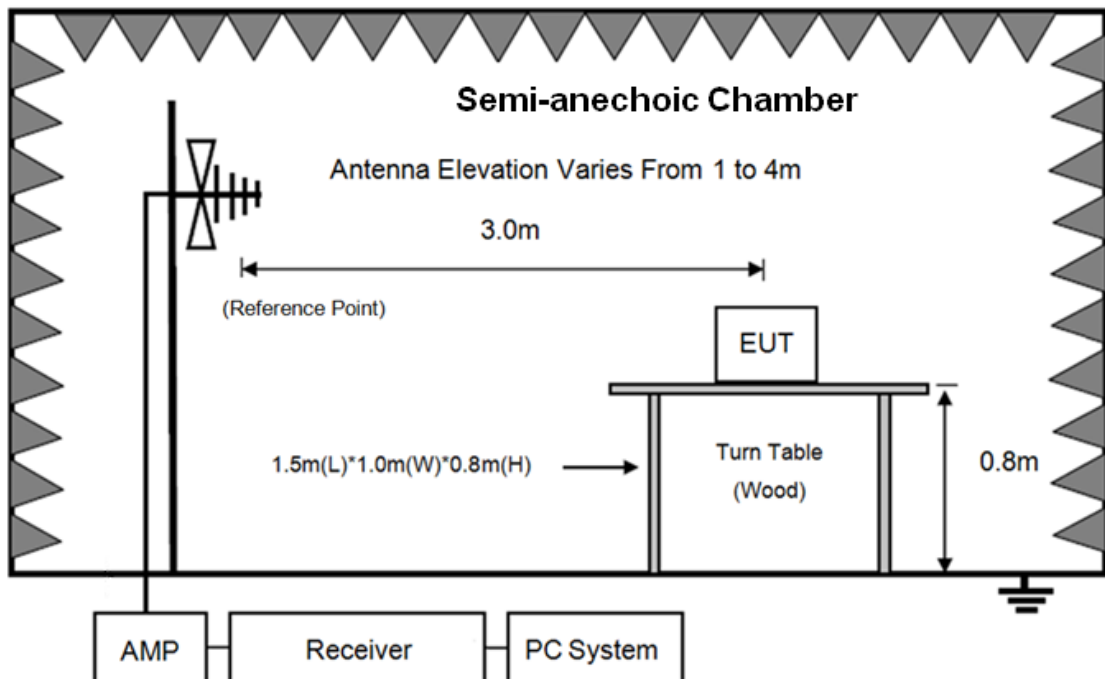 Semi-anechoic Chamber
Antenna Elevation Varies From 1 to 4m
3.0m
(Reference Point)
EUT
1.5m(L)*1.0m(W)*0.8m(H)
Turn Table
(Wood)
0.8m
AMP
Receiver
PC System